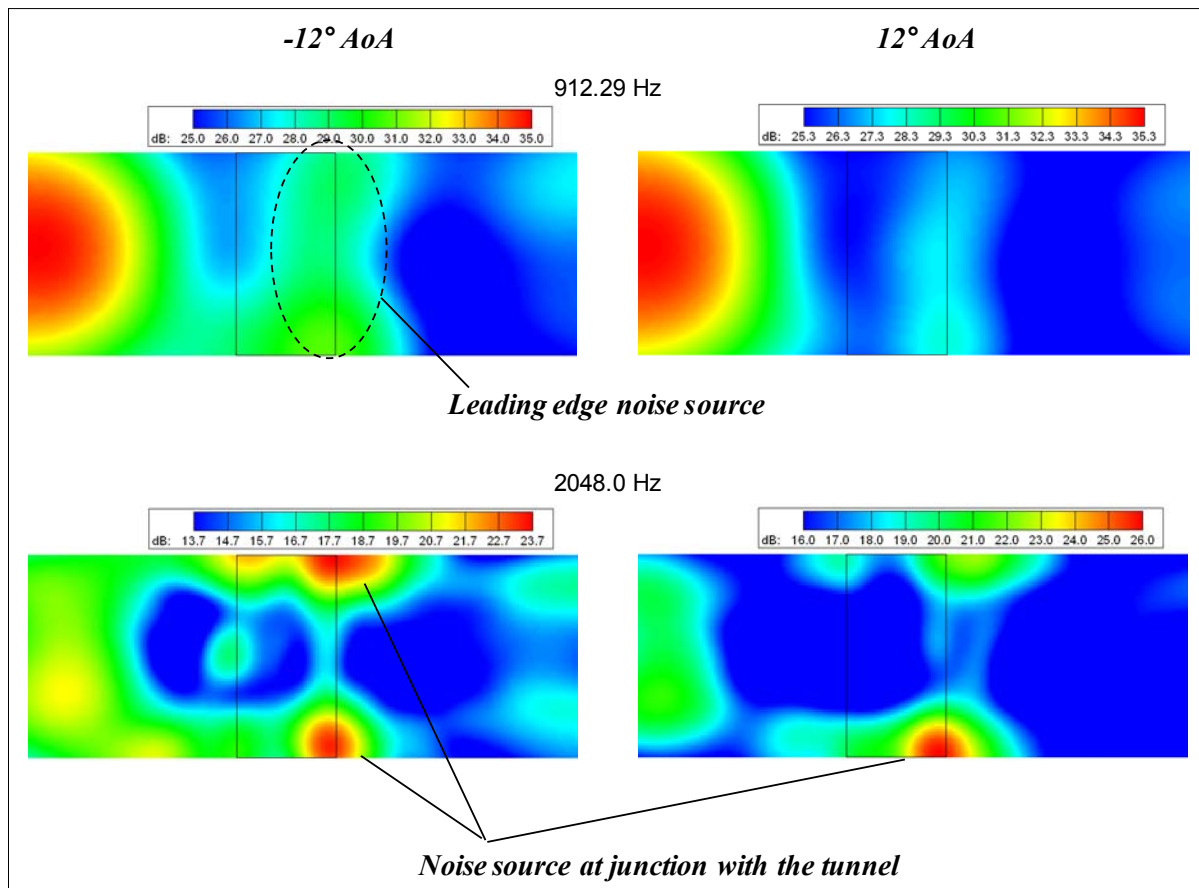 -12° AoA
12° AoA
912.29 Hz
dB: 25.0 26.0 27.0 28.0 29.0 30.0 31.0 32.0 33.0 34.0 35.0
dB: 25.3 26.3 27.3 28.3 29.3 30.3 31.3 32.3 33.3 34.3 35.3
Leading edge noise source
2048.0 Hz
dB: 13.7 14.7 15.7 16.7 17.7 18.7 19.7 20.7 21.7 22.7 23.7
dB: 16.0 17.0 18.0 19.0 20.0 21.0 22.0 23.0 24.0 25.0 26.0
Noise source at junction with the tunnel